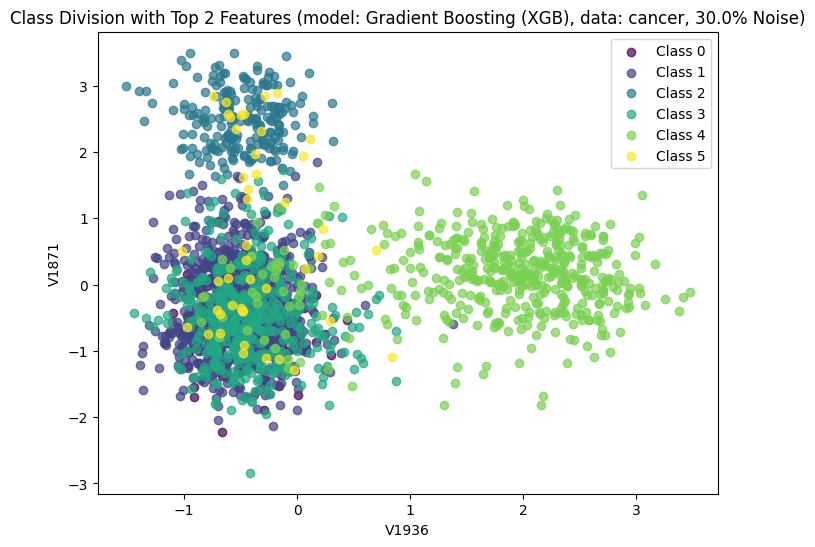 Class Division with Top 2 Features (model: Gradient Boosting (XGB), data: cancer, 30.0% Noise)
Class 0
Class 1
Class 2
Class 3
Class 4
Class 5
3
2
1
0
−1
−2
−3
V1871
−1
0
1
2
3
V1936